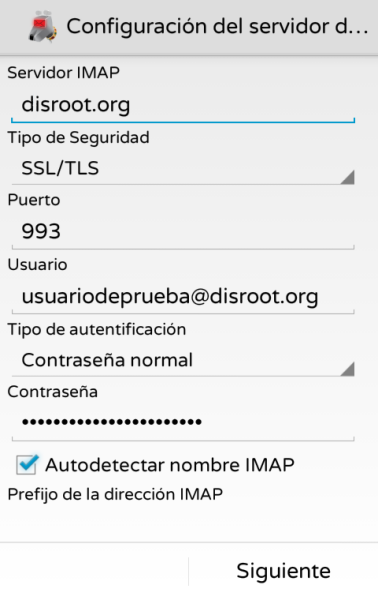 Configuración del servidor d...
Servidor IMAP
disroot.org
Tipo de Seguridad
SSL/TLS
Puerto
993
Usuario
usuariodeprueba@disroot.org
Tipo de autentificación
Contraseña normal
Contraseña
•••••••••••••••••••••••
Autodetectar nombre IMAP
Prefijo de la dirección IMAP
Siguiente